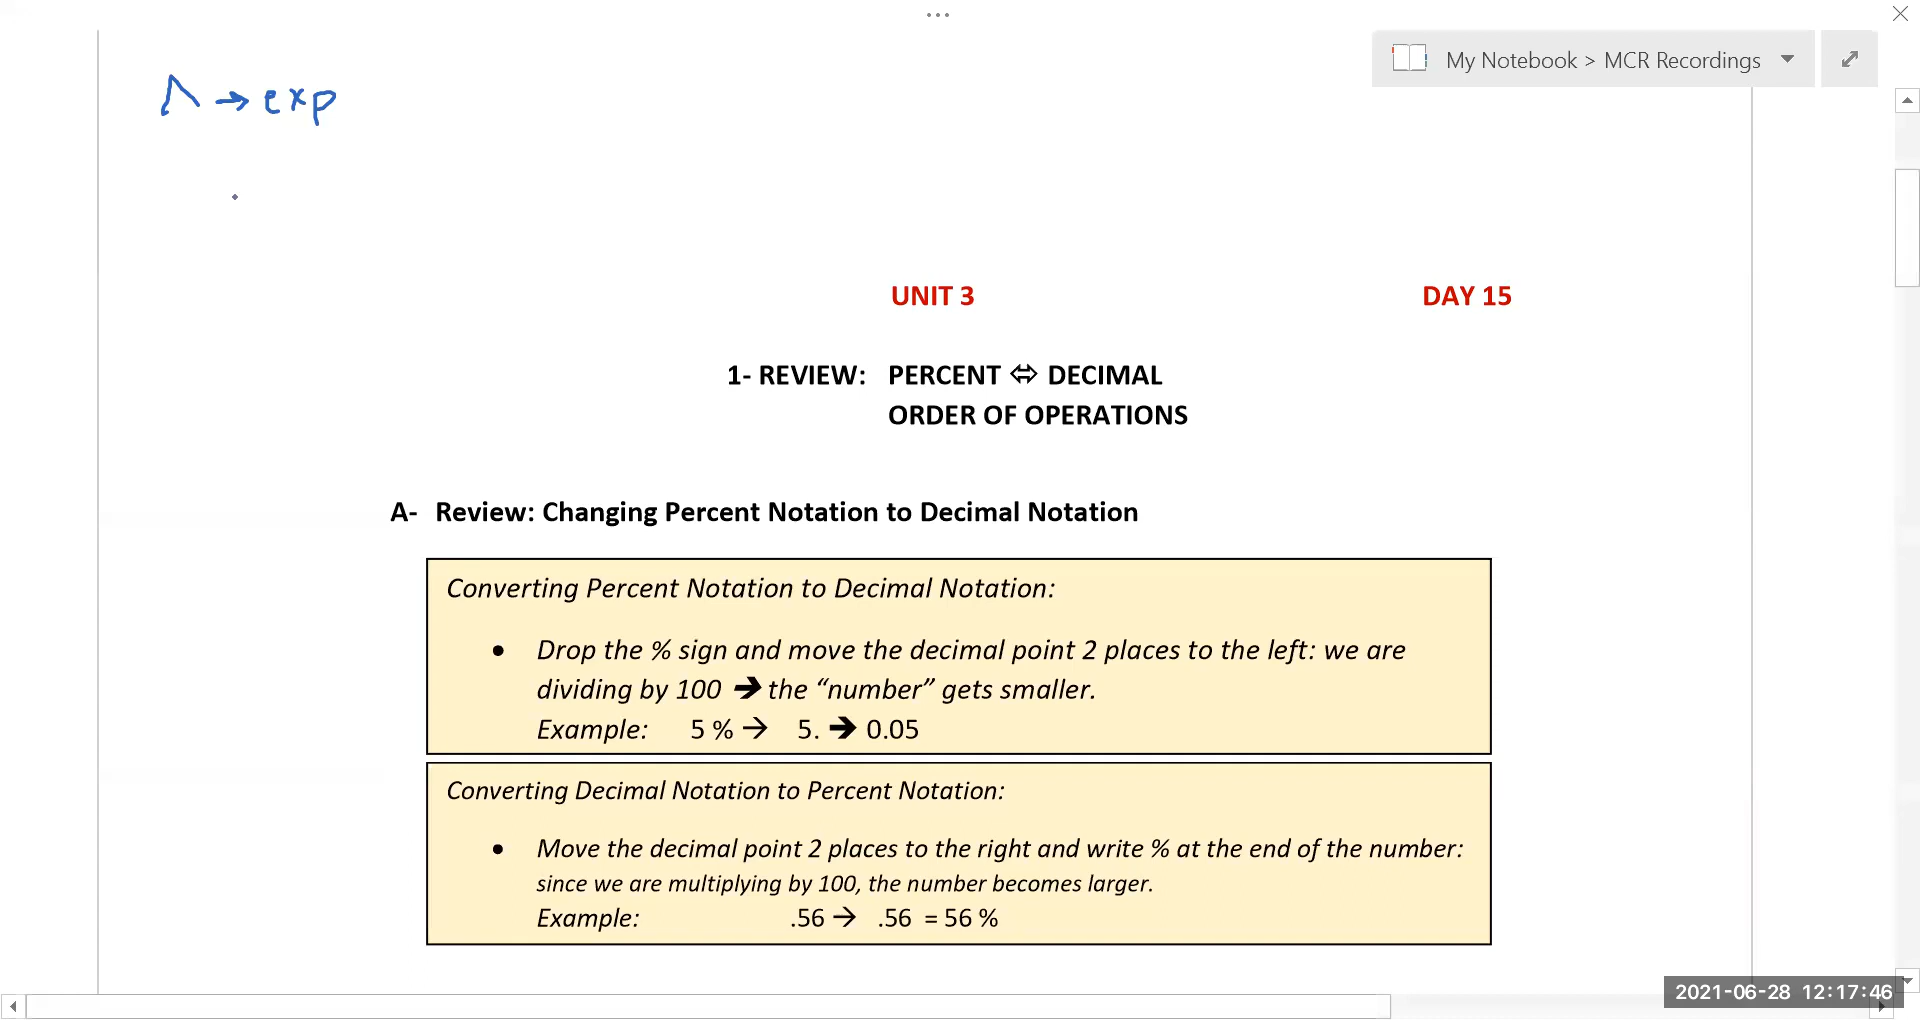 ...
My Notebook > MCR Recordings
^ → exp
UNIT 3 DAY 15
1- REVIEW: PERCENT ⬄ DECIMAL
ORDER OF OPERATIONS
A- Review: Changing Percent Notation to Decimal Notation
Converting Percent Notation to Decimal Notation:
• Drop the % sign and move the decimal point 2 places to the left: we are
dividing by 100 ➔ the “number” gets smaller.
Example: 5 % → 5. ➔ 0.05
Converting Decimal Notation to Percent Notation:
• Move the decimal point 2 places to the right and write % at the end of the number:
since we are multiplying by 100, the number becomes larger.
Example: .56 → .56 = 56 %
2021-06-28 12:17:46